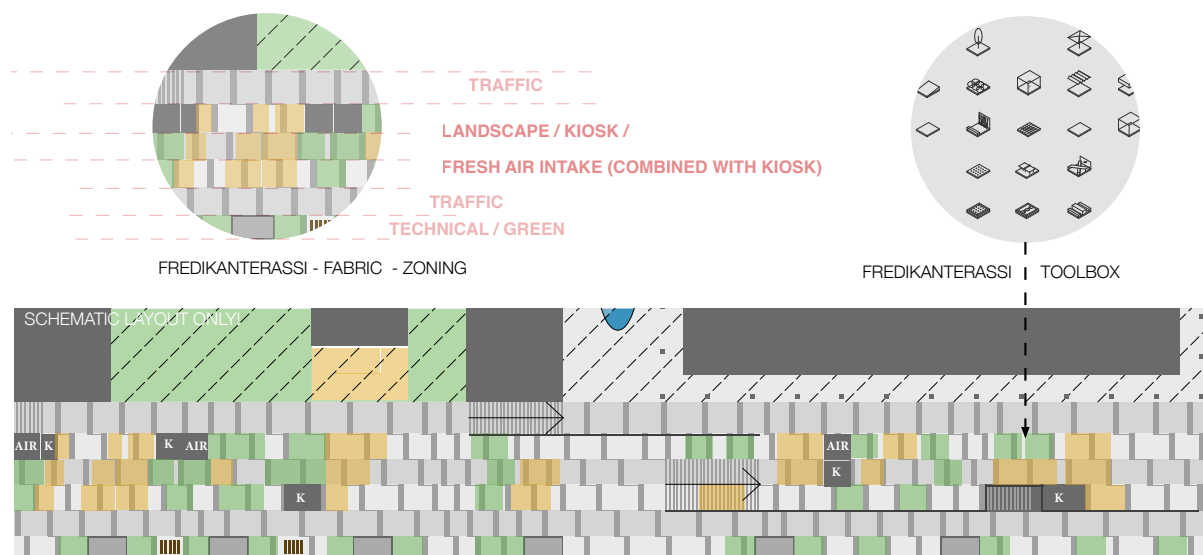 TRAFFIC
LANDSCAPE / KIOSK /
FRESH AIR INTAKE (COMBINED WITH KIOSK)
TRAFFIC
TECHNICAL / GREEN
FREDIKANTERASSI - FABRIC - ZONING
FREDIKANTERASSI TOOLBOX
SCHEMATIC LAYOUT ONLY!
AIR K K AIR AIR
K
K K